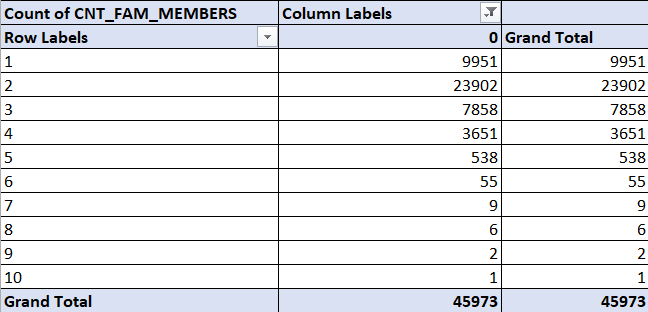 Count of CNT_FAM_MEMBERS Column Labels
Row Labels 0 Grand Total
1 9951 9951
2 23902 23902
3 7858 7858
4 3651 3651
5 538 538
6 55 55
7 9 9
8 6 6
9 2 2
10 1 1
Grand Total 45973 45973